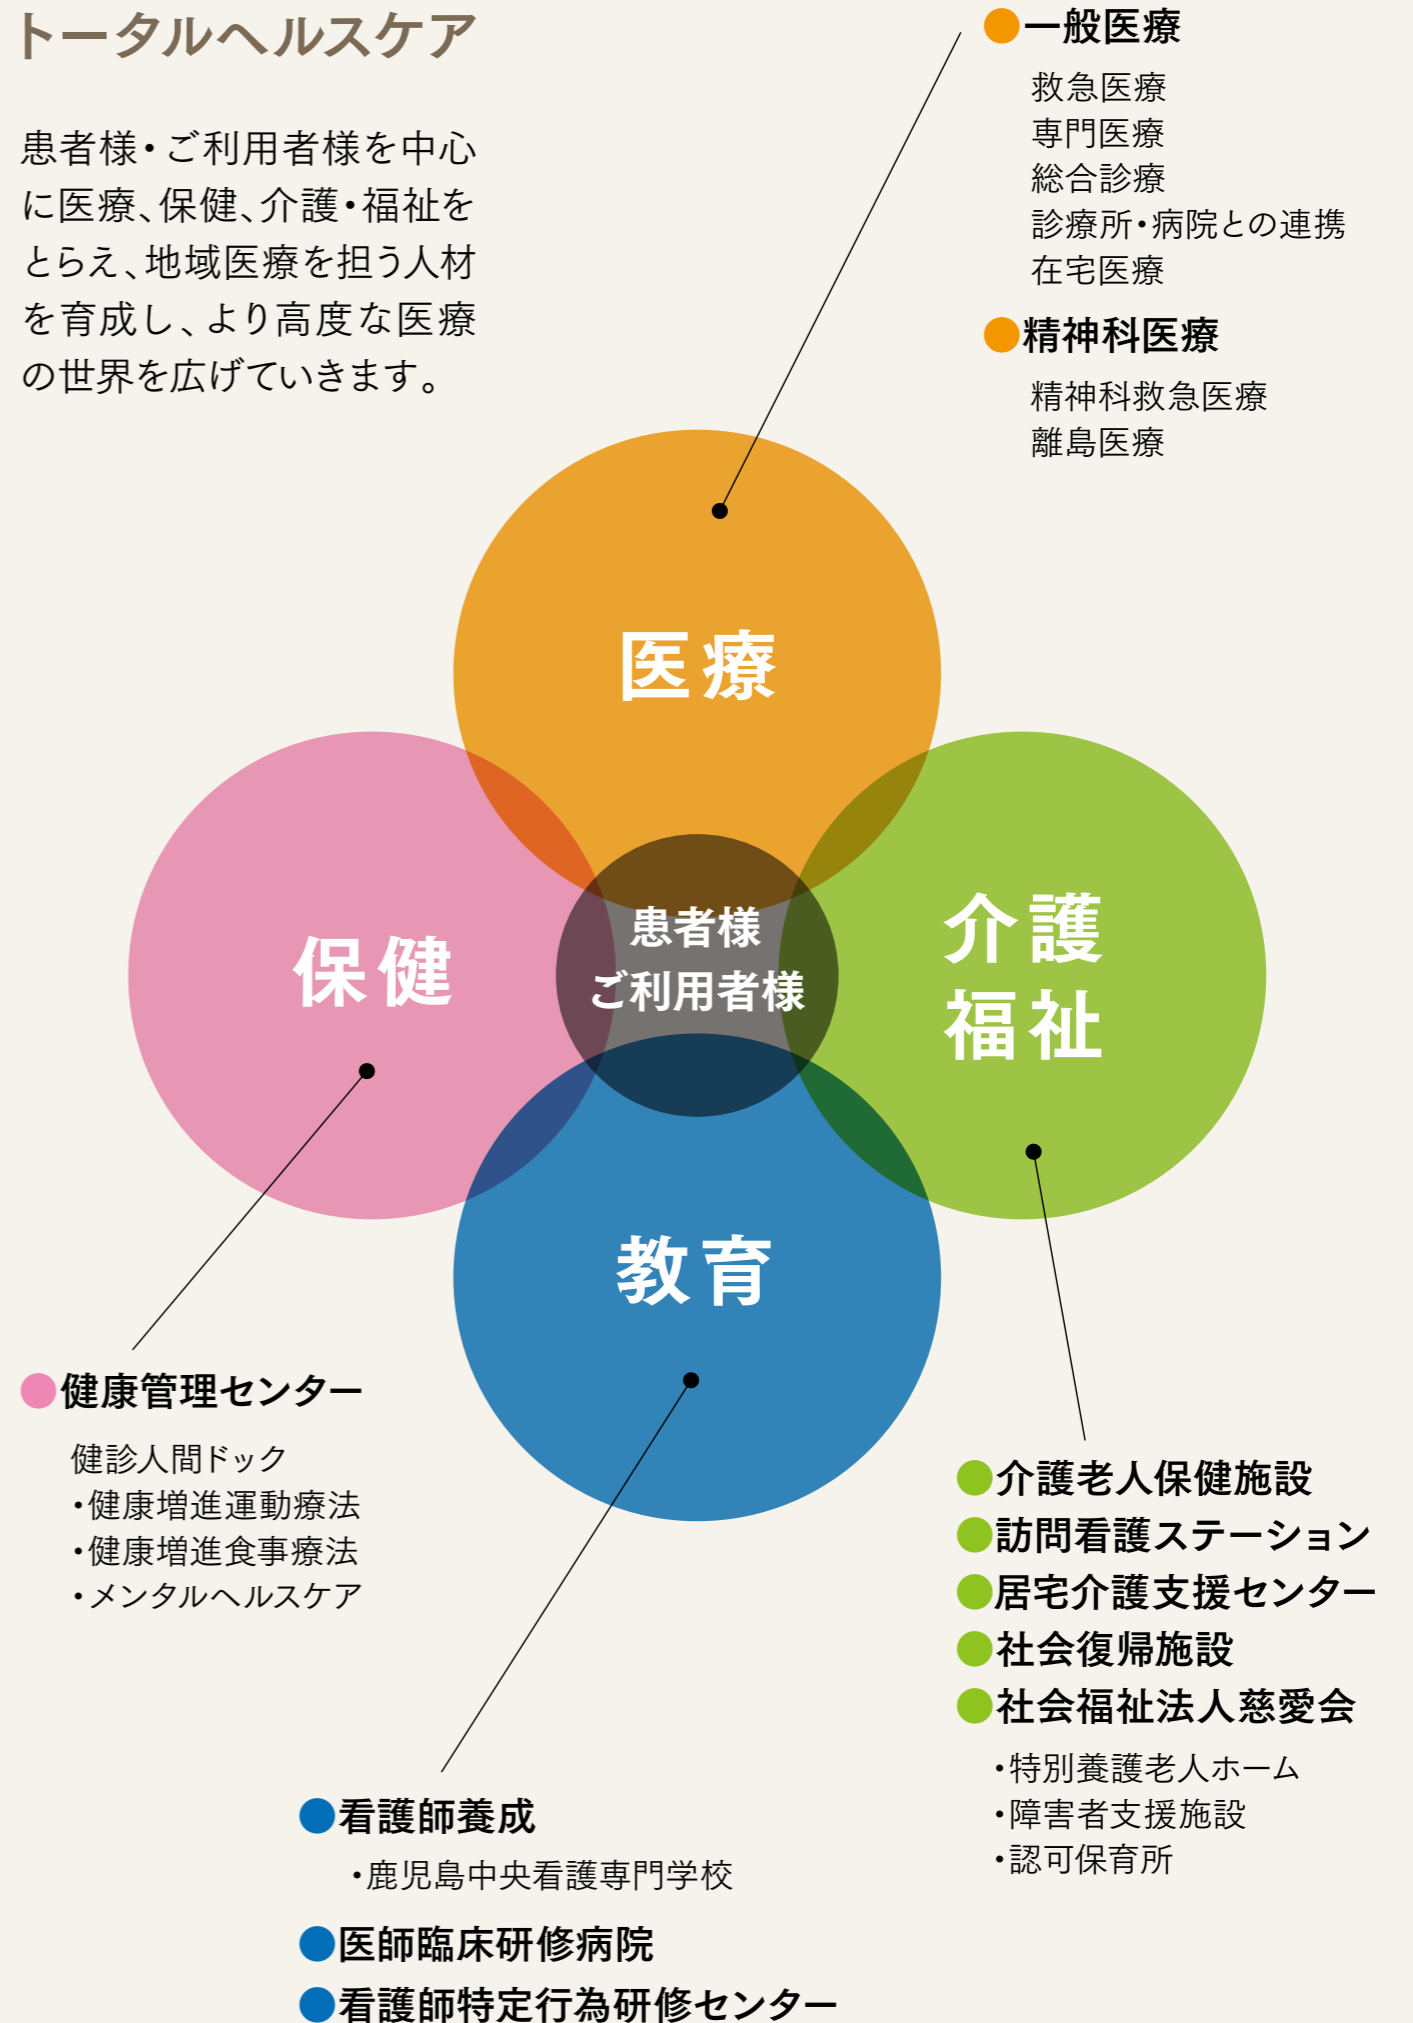 トータルヘルスケア
患者様・ご利用者様を中心
に医療、保健、介護・福祉を
とらえ、地域医療を担う人材
を育成し、より高度な医療
の世界を広げていきます。
●一般医療
救急医療
専門医療
総合診療
診療所・病院との連携
在宅医療
●精神科医療
精神科救急医療
離島医療
医療
保健
患者様
ご利用者様
介護
福祉
教育
●健康管理センター
健診人間ドック
・健康増進運動療法
・健康増進食事療法
・メンタルヘルスケア
●介護老人保健施設
●訪問看護ステーション
●居宅介護支援センター
●社会復帰施設
●社会福祉法人慈愛会
・特別養護老人ホーム
・障害者支援施設
・認可保育所
●看護師養成
・鹿児島中央看護専門学校
●医師臨床研修病院
●看護師特定行為研修センター